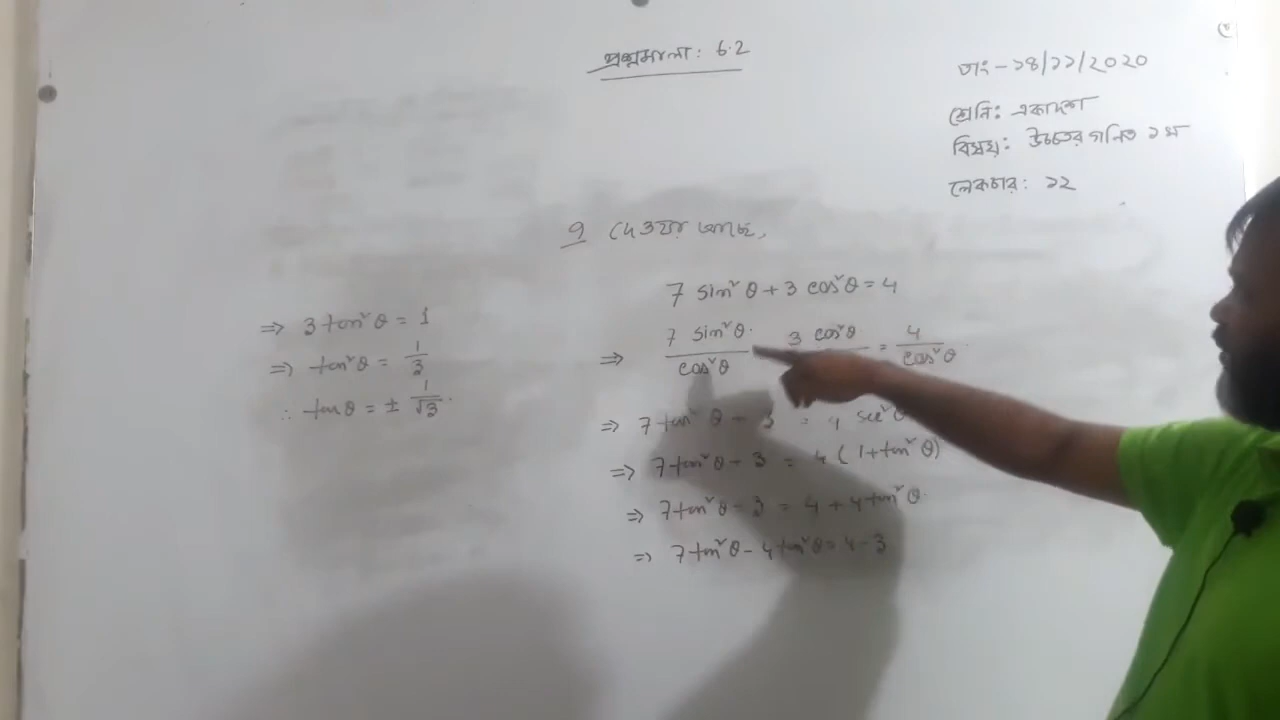 প্রশ্নমালা: 6.2
তাং - ১৪/১১/২০২০
শ্রেনি: একাদশ
বিষয়: উচ্চতর গনিত ১ম
লেকচার: ১২
৭ দেওয়া আছে,
7 sin²θ + 3 cos²θ = 4
⇒ 7 sin²θ / cos²θ 3 cos²θ = 4 / cos²θ
⇒ 7 tan²θ + 3 = 4 sec²θ
⇒ 7 tan²θ + 3 = 4 (1 + tan²θ)
⇒ 7 tan²θ + 3 = 4 + 4 tan²θ
⇒ 7 tan²θ - 4 tan²θ = 4 - 3
⇒ 3 tan²θ = 1
⇒ tan²θ = 1/3
∴ tanθ = ± 1/√3